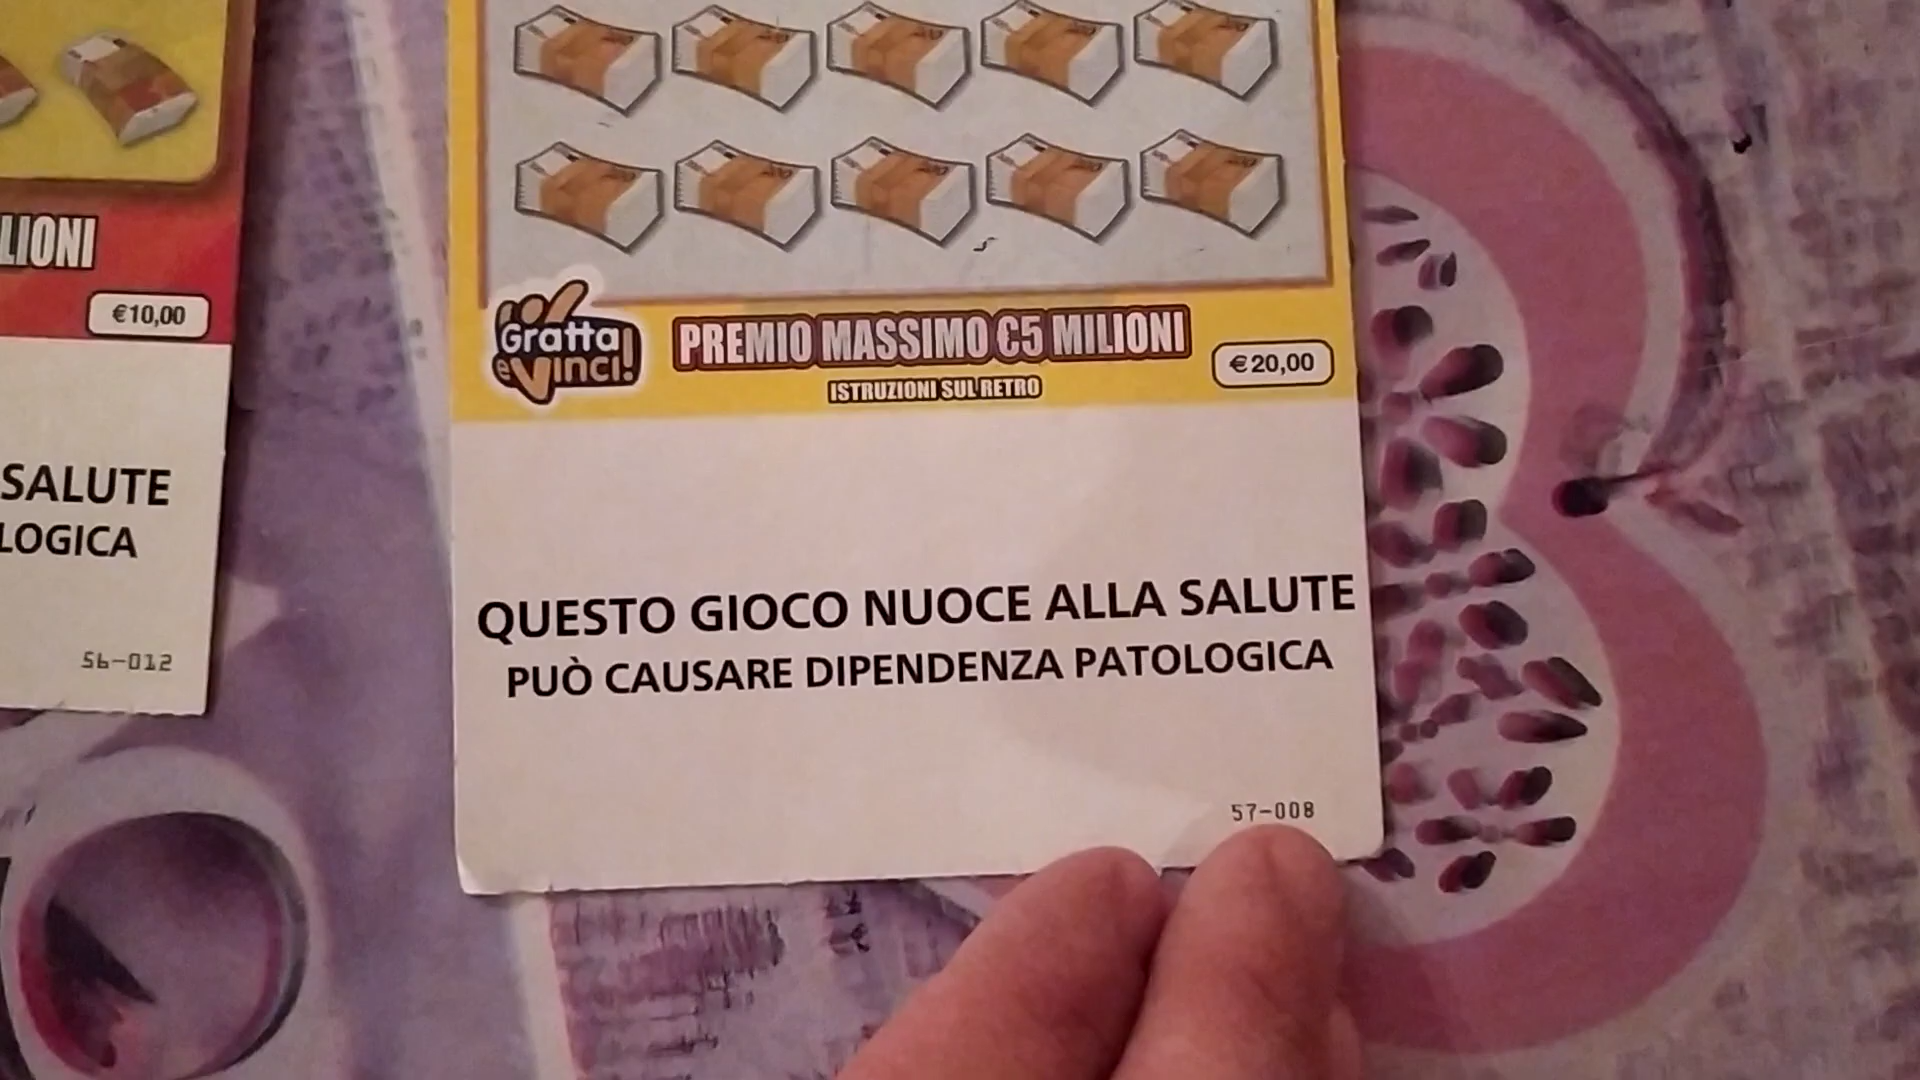 LIONI
€10,00
SALUTE
LOGICA
56-012
Gratta
e Vinci!
PREMIO MASSIMO €5 MILIONI
ISTRUZIONI SUL RETRO
€20,00
QUESTO GIOCO NUOCE ALLA SALUTE
PUÒ CAUSARE DIPENDENZA PATOLOGICA
57-008